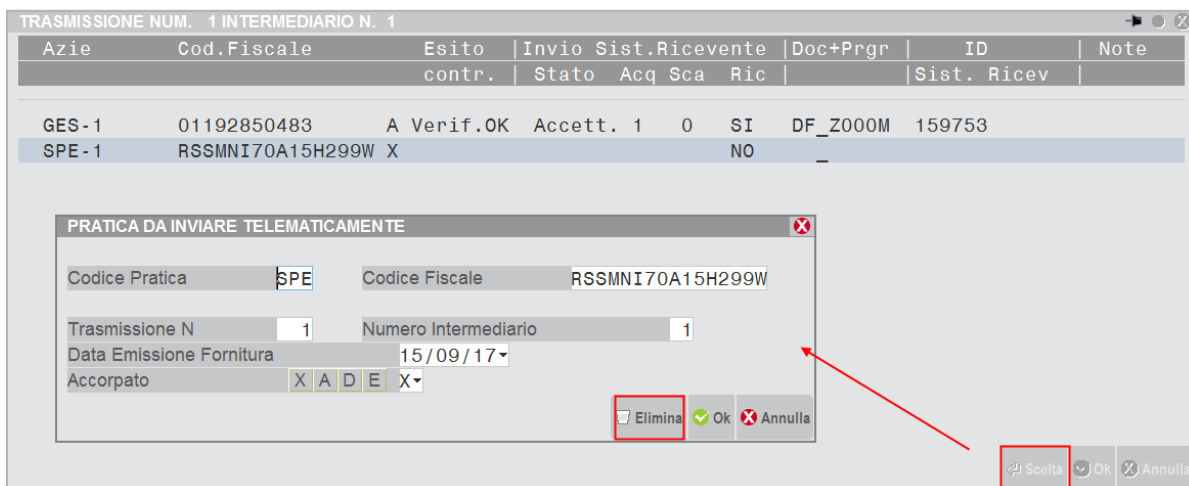 TRASMISSIONE NUM. 1 INTERMEDIARIO N. 1
Azie Cod.Fiscale Esito |Invio Sist.Ricevente |Doc+Prgr | ID | Note
contr. | Stato Acq Sca Ric | |Sist. Ricev |
GES-1 01192850483 A Verif.OK Accett. 1 0 SI DF_Z000M 159753
SPE-1 RSSMNI70A15H299W X NO _
PRATICA DA INVIARE TELEMATICAMENTE
Codice Pratica SPE Codice Fiscale RSSMNI70A15H299W
Trasmissione N 1 Numero Intermediario 1
Data Emissione Fornitura 15/09/17
Accorpato X A D E X
Elimina Ok Annulla
Scelta Ok Annulla